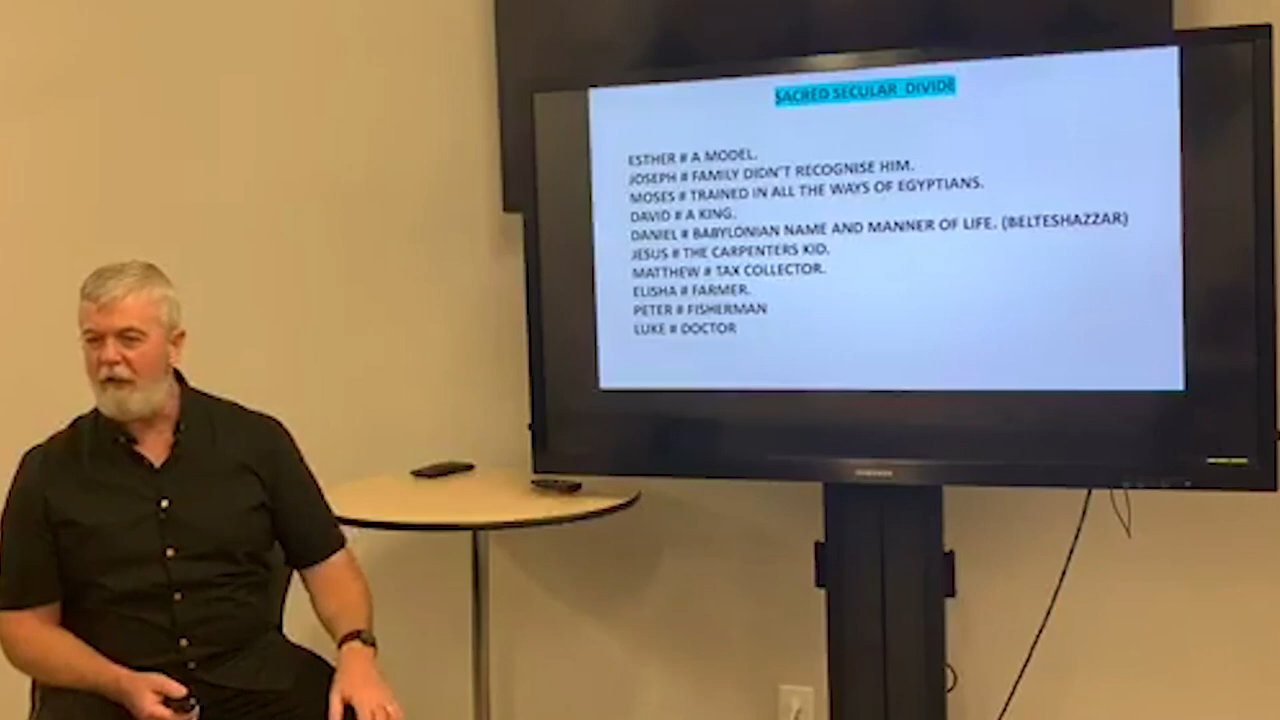 SACRED SECULAR DIVIDE
ESTHER # A MODEL.
JOSEPH # FAMILY DIDN'T RECOGNISE HIM.
MOSES # TRAINED IN ALL THE WAYS OF EGYPTIANS.
DAVID # A KING.
DANIEL # BABYLONIAN NAME AND MANNER OF LIFE. (BELTESHAZZAR)
JESUS # THE CARPENTERS KID.
MATTHEW # TAX COLLECTOR.
ELISHA # FARMER.
PETER # FISHERMAN
LUKE # DOCTOR